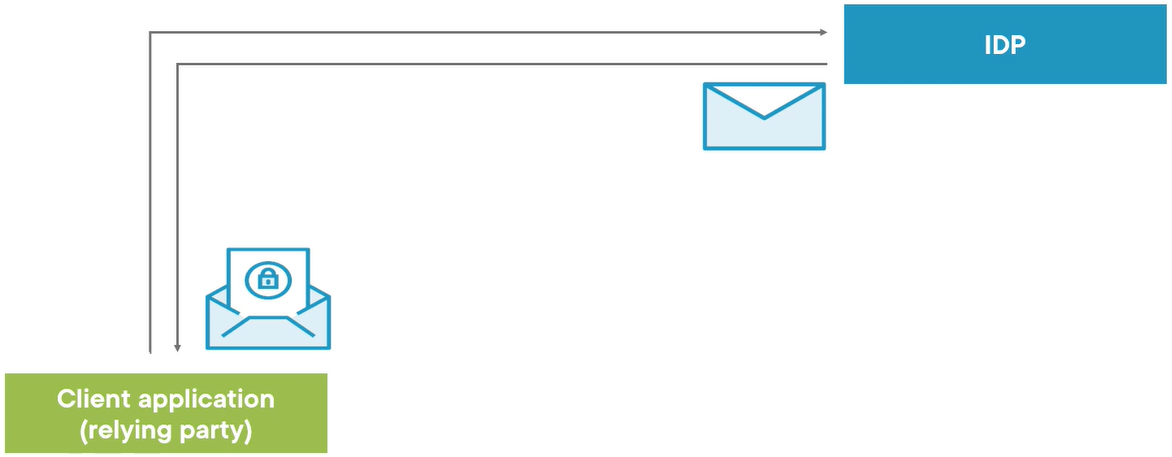 IDP
Client application
(relying party)